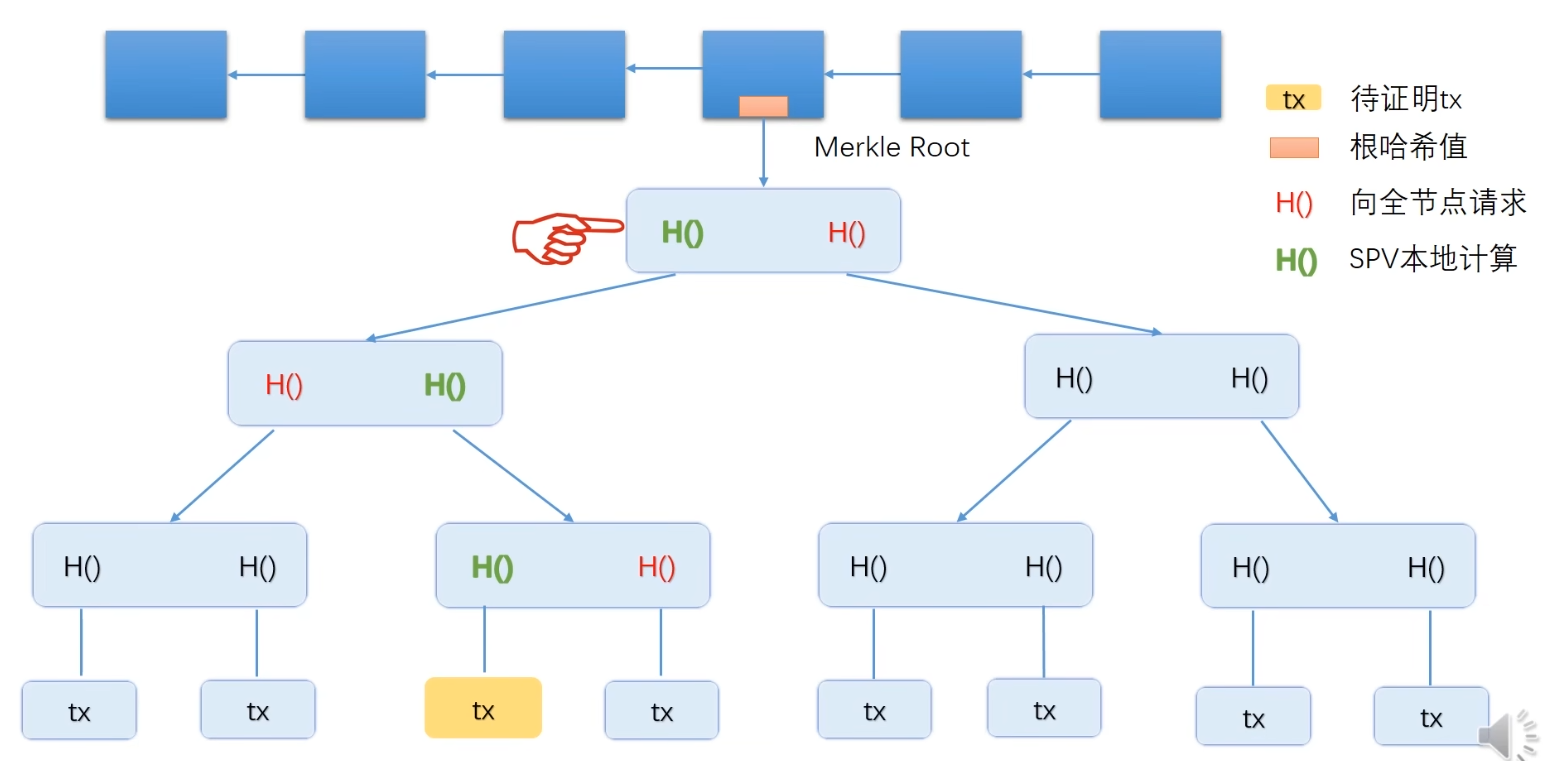 tx 待证明tx
Merkle Root 根哈希值
H() 向全节点请求
H() H()
H() SPV本地计算
H() H() H() H()
H() H() H() H() H() H() H() H()
tx tx tx tx tx tx tx tx